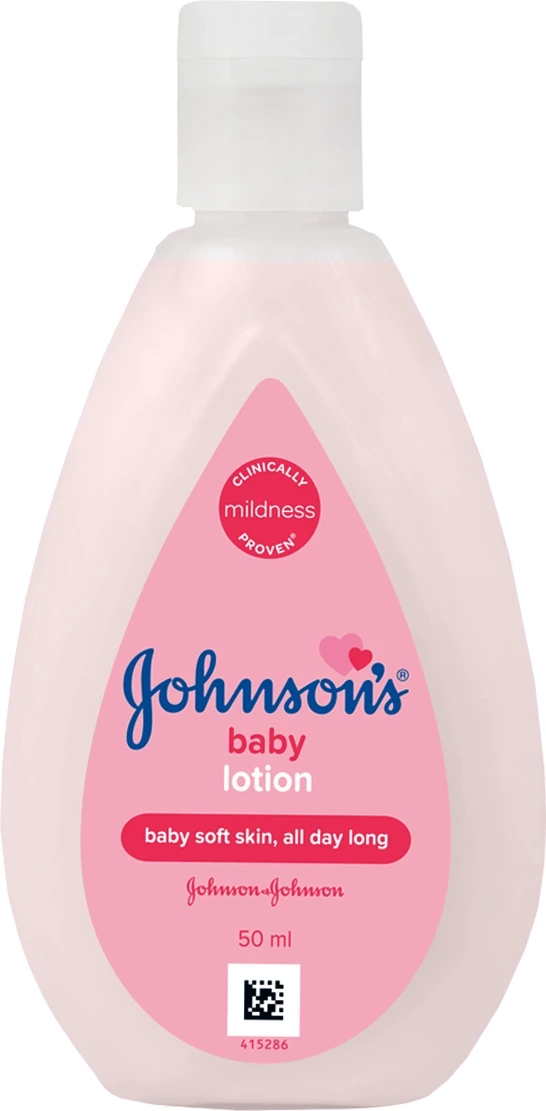 CLINICALLY
mildness
PROVEN®
Johnson's®
baby
lotion
baby soft skin, all day long
Johnson & Johnson
50 ml
415286